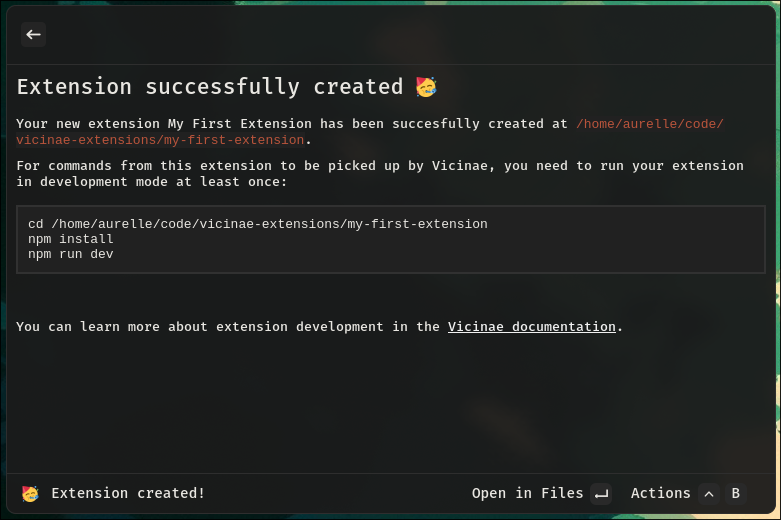 Extension successfully created 🥳
Your new extension My First Extension has been succesfully created at /home/aurelle/code/
vicinae-extensions/my-first-extension.
For commands from this extension to be picked up by Vicinae, you need to run your extension
in development mode at least once:
cd /home/aurelle/code/vicinae-extensions/my-first-extension
npm install
npm run dev
You can learn more about extension development in the Vicinae documentation.
🥳 Extension created! Open in Files Actions B